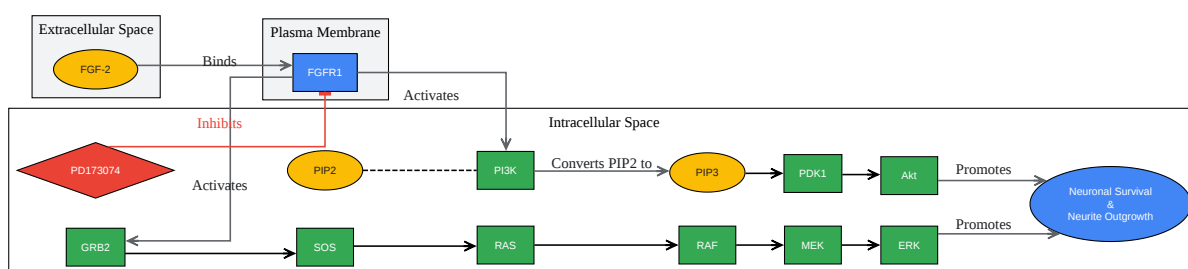 Extracellular Space
Plasma Membrane
FGF-2
Binds
FGFR1
Activates
Inhibits
Intracellular Space
PD173074
Activates
PIP2
PI3K
Converts PIP2 to
PIP3
PDK1
Akt
Promotes
Neuronal Survival
&
Neurite Outgrowth
GRB2
SOS
RAS
RAF
MEK
ERK
Promotes